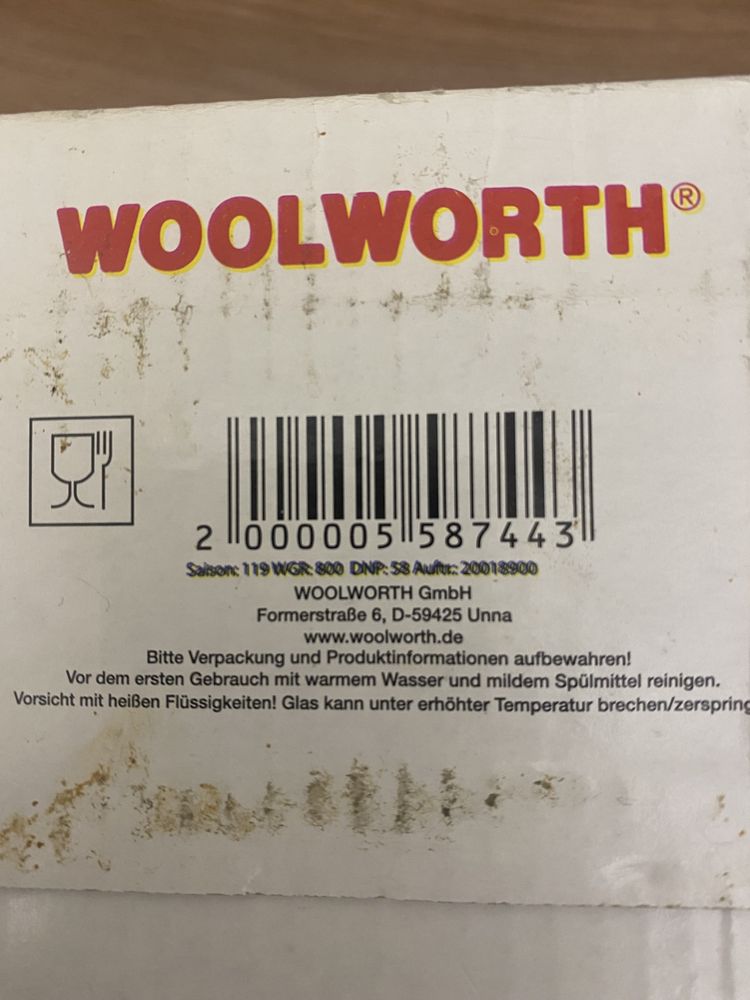 WOOLWORTH®
2 000005 587443
Saison: 119 WGR: 800 DNP: 58 Auftr.: 20018900
WOOLWORTH GmbH
Formerstraße 6, D-59425 Unna
www.woolworth.de
Bitte Verpackung und Produktinformationen aufbewahren!
Vor dem ersten Gebrauch mit warmem Wasser und mildem Spülmittel reinigen.
Vorsicht mit heißen Flüssigkeiten! Glas kann unter erhöhter Temperatur brechen/zerspring